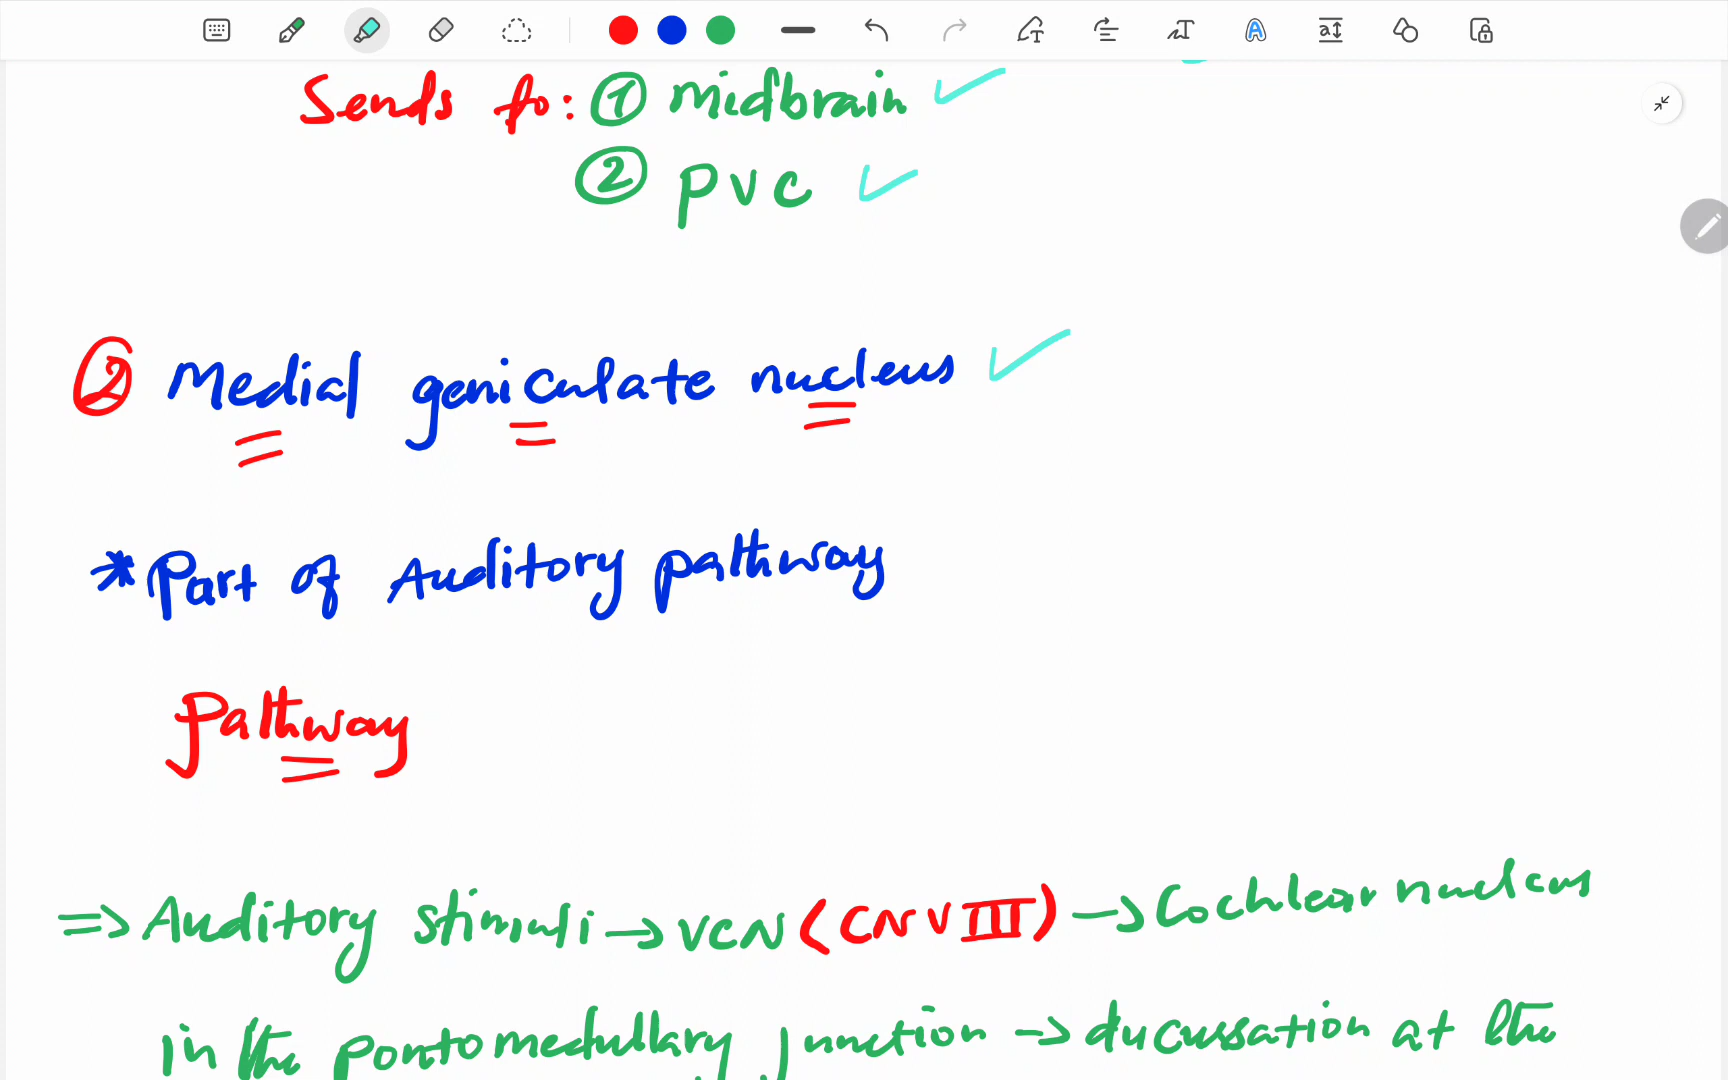 Sends to: ① midbrain
② PVC
② Medial geniculate nucleus
* Part of Auditory pathway
Pathway
⇒ Auditory stimuli → VCN (CN VIII) → Cochlear nucleus
in the pontomedullary junction → ducussation at the